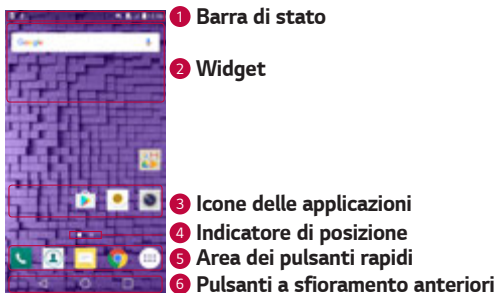 1 Barra di stato
Google
2 Widget
3 Icone delle applicazioni
4 Indicatore di posizione
5 Area dei pulsanti rapidi
6 Pulsanti a sfioramento anteriori